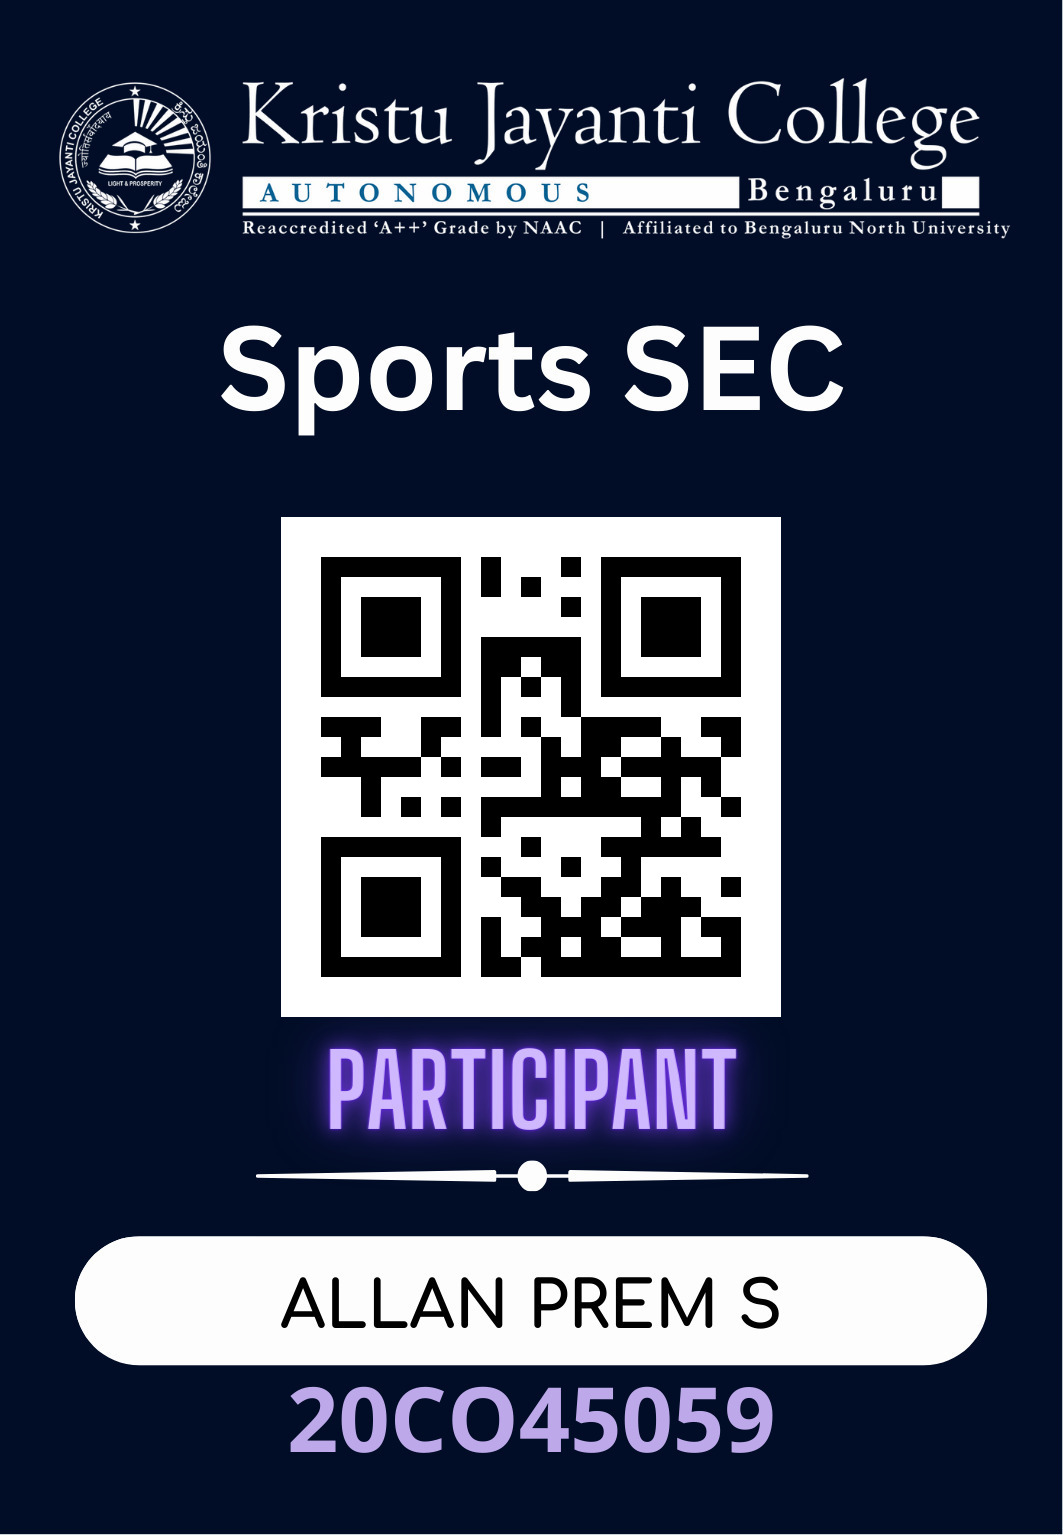 Kristu Jayanti College
AUTONOMOUS Bengaluru
Reaccredited ‘A++’ Grade by NAAC | Affiliated to Bengaluru North University
KRISTU JAYANTI COLLEGE
LIGHT & PROSPERITY
Sports SEC
PARTICIPANT
ALLAN PREM S
20CO45059